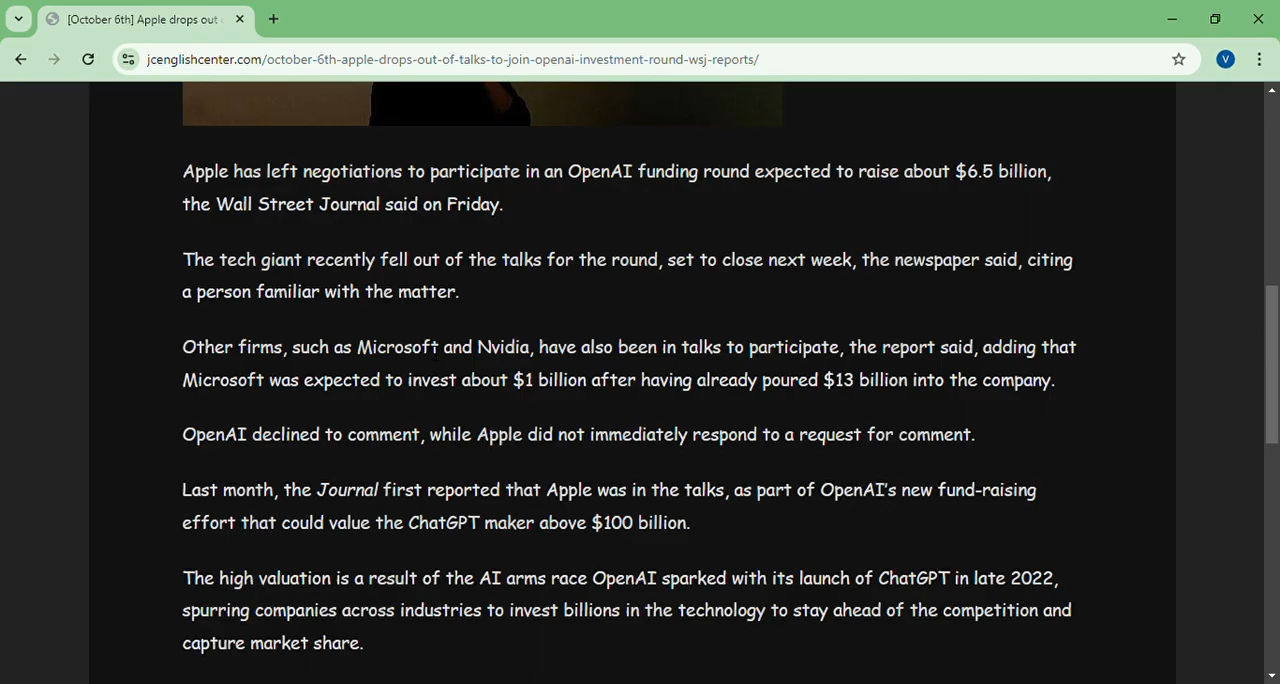 [October 6th] Apple drops out
jcenglishcenter.com/october-6th-apple-drops-out-of-talks-to-join-openai-investment-round-wsj-reports/
V
Apple has left negotiations to participate in an OpenAI funding round expected to raise about $6.5 billion,
the Wall Street Journal said on Friday.
The tech giant recently fell out of the talks for the round, set to close next week, the newspaper said, citing
a person familiar with the matter.
Other firms, such as Microsoft and Nvidia, have also been in talks to participate, the report said, adding that
Microsoft was expected to invest about $1 billion after having already poured $13 billion into the company.
OpenAI declined to comment, while Apple did not immediately respond to a request for comment.
Last month, the Journal first reported that Apple was in the talks, as part of OpenAI’s new fund-raising
effort that could value the ChatGPT maker above $100 billion.
The high valuation is a result of the AI arms race OpenAI sparked with its launch of ChatGPT in late 2022,
spurring companies across industries to invest billions in the technology to stay ahead of the competition and
capture market share.